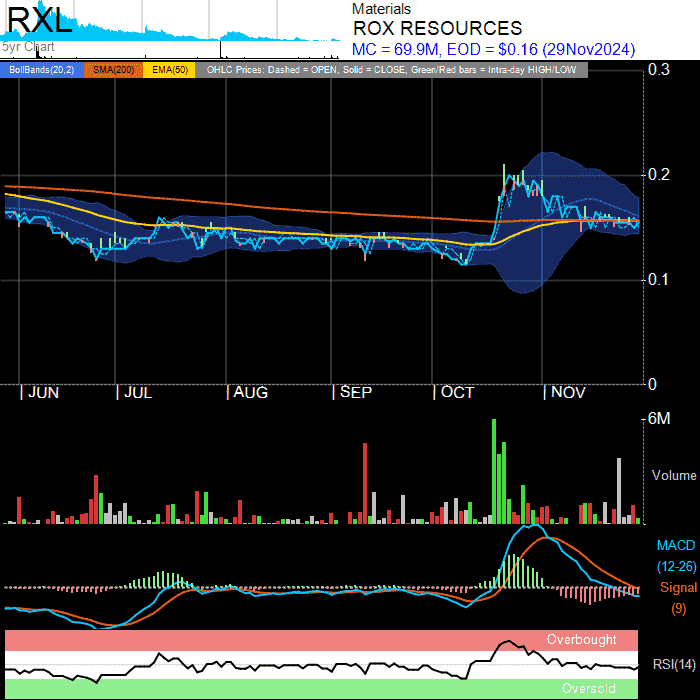 RXL
5yr Chart
Materials
ROX RESOURCES
MC = 69.9M, EOD = $0.16 (29Nov2024)
BollBands(20,2) SMA(200) EMA(50) OHLC Prices: Dashed = OPEN, Solid = CLOSE, Green/Red bars = Intra-day HIGH/LOW
0.3
0.2
0.1
0
JUN JUL AUG SEP OCT NOV
6M
Volume
MACD
(12-26)
Signal
(9)
Overbought
RSI(14)
Oversold